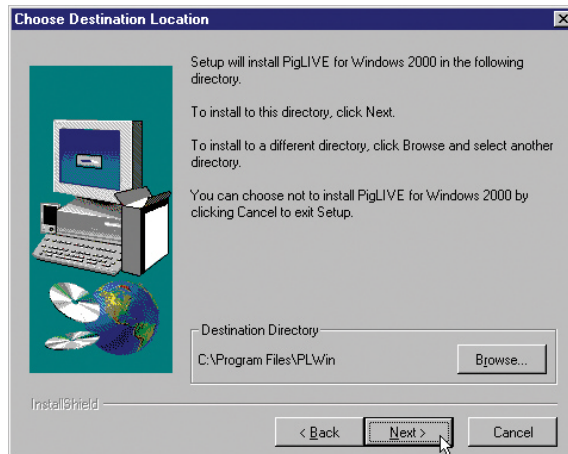 Choose Destination Location
Setup will install PigLIVE for Windows 2000 in the following
directory.
To install to this directory, click Next.
To install to a different directory, click Browse and select another
directory.
You can choose not to install PigLIVE for Windows 2000 by
clicking Cancel to exit Setup.
Destination Directory
C:\Program Files\PLWin
Browse...
InstallShield
< Back
Next >
Cancel